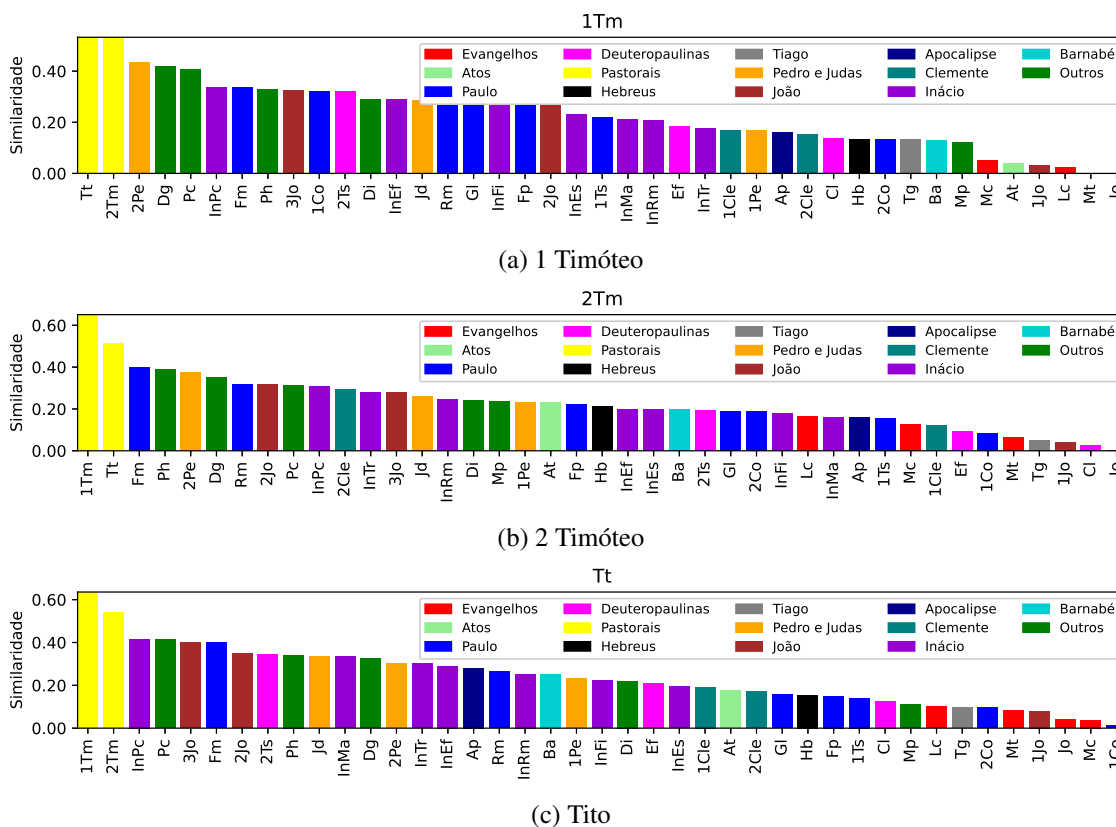 1Tm
Similaridade
0.40
0.20
0.00
Evangelhos Deuteropaulinas Tiago Apocalipse Barnabé
Atos Pastorais Pedro e Judas Clemente Outros
Paulo Hebreus João Inácio
Tt 2Tm 2Pe Dg Pc InPc Fm Ph 3Jo 1Co 2Ts Di InEf Jd Rm Gl InFi Fp 2Jo InEs 1Ts InMa InRm Ef InTr 1Cle 1Pe Ap 2Cle Cl Hb 2Co Tg Ba Mp Mc At 1Jo Lc Mt Jo
(a) 1 Timóteo
2Tm
Similaridade
0.60
0.40
0.20
0.00
Evangelhos Deuteropaulinas Tiago Apocalipse Barnabé
Atos Pastorais Pedro e Judas Clemente Outros
Paulo Hebreus João Inácio
1Tm Tt Fm Ph 2Pe Dg Rm 2Jo Pc InPc 2Cle InTr 3Jo Jd InRm Di Mp 1Pe At Fp Hb InEf InEs Ba 2Ts Gl 2Co InFi Lc InMa Ap 1Ts Mc 1Cle Ef 1Co Mt Tg 1Jo Cl Jo
(b) 2 Timóteo
Tt
Similaridade
0.60
0.40
0.20
0.00
Evangelhos Deuteropaulinas Tiago Apocalipse Barnabé
Atos Pastorais Pedro e Judas Clemente Outros
Paulo Hebreus João Inácio
1Tm 2Tm InPc Pc 3Jo Fm 2Jo 2Ts Ph Jd InMa Dg 2Pe InTr InEf Ap Rm InRm Ba 1Pe InFi Di Ef InEs 1Cle At 2Cle Gl Hb Fp 1Ts Cl Mp Lc Tg 2Co Mt 1Jo Jo Mc 1Co
(c) Tito